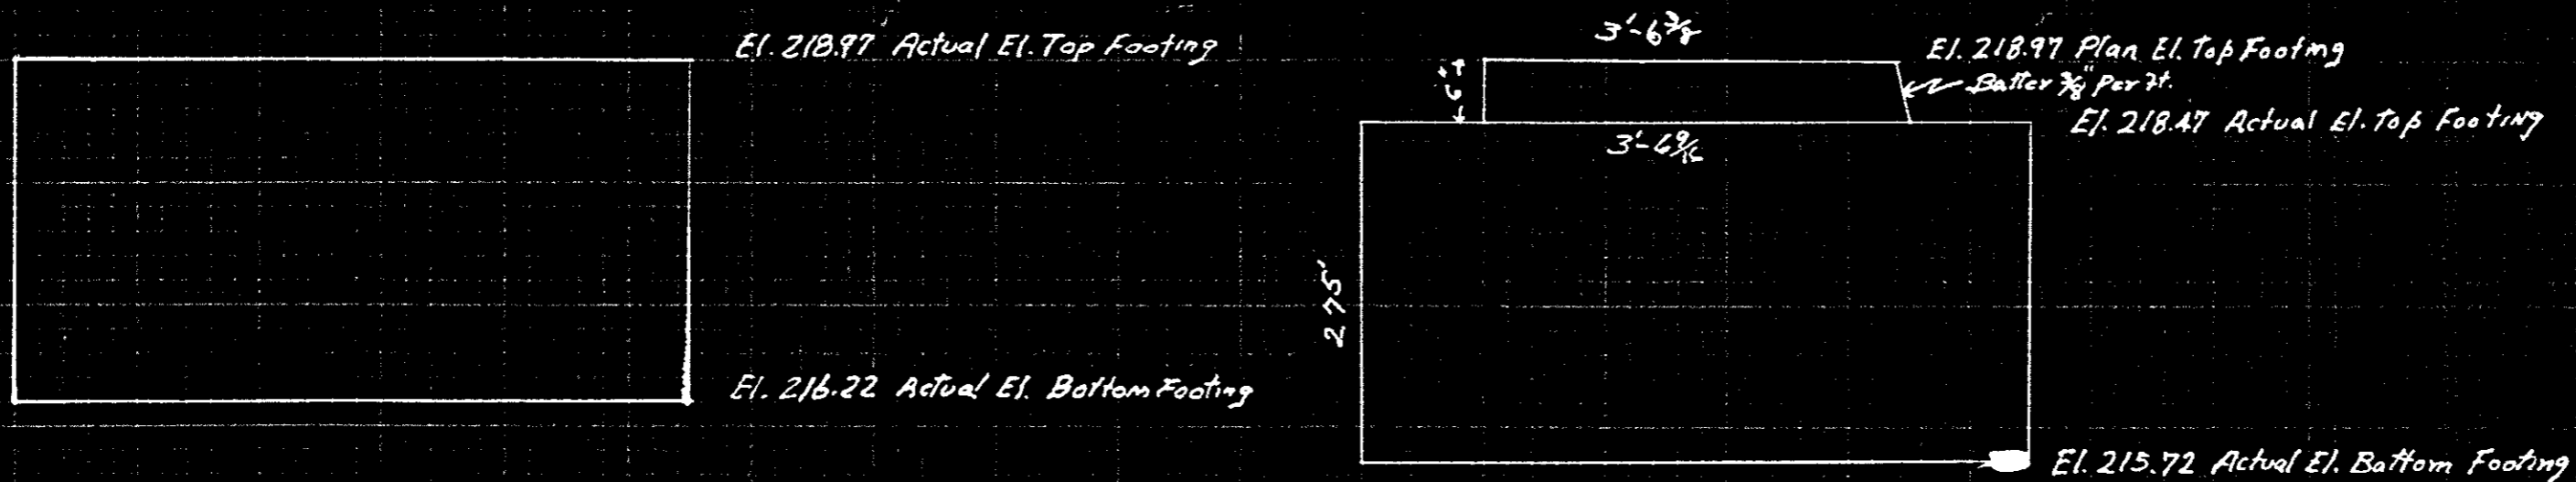 El. 218.97 Actual El. Top Footing
El. 216.22 Actual El. Bottom Footing
3'-6 3/8
El. 218.97 Plan El. Top Footing
Batter 3/8" Per Ft.
6"
El. 218.47 Actual El. Top Footing
3'-6 9/16
2.75'
El. 215.72 Actual El. Bottom Footing